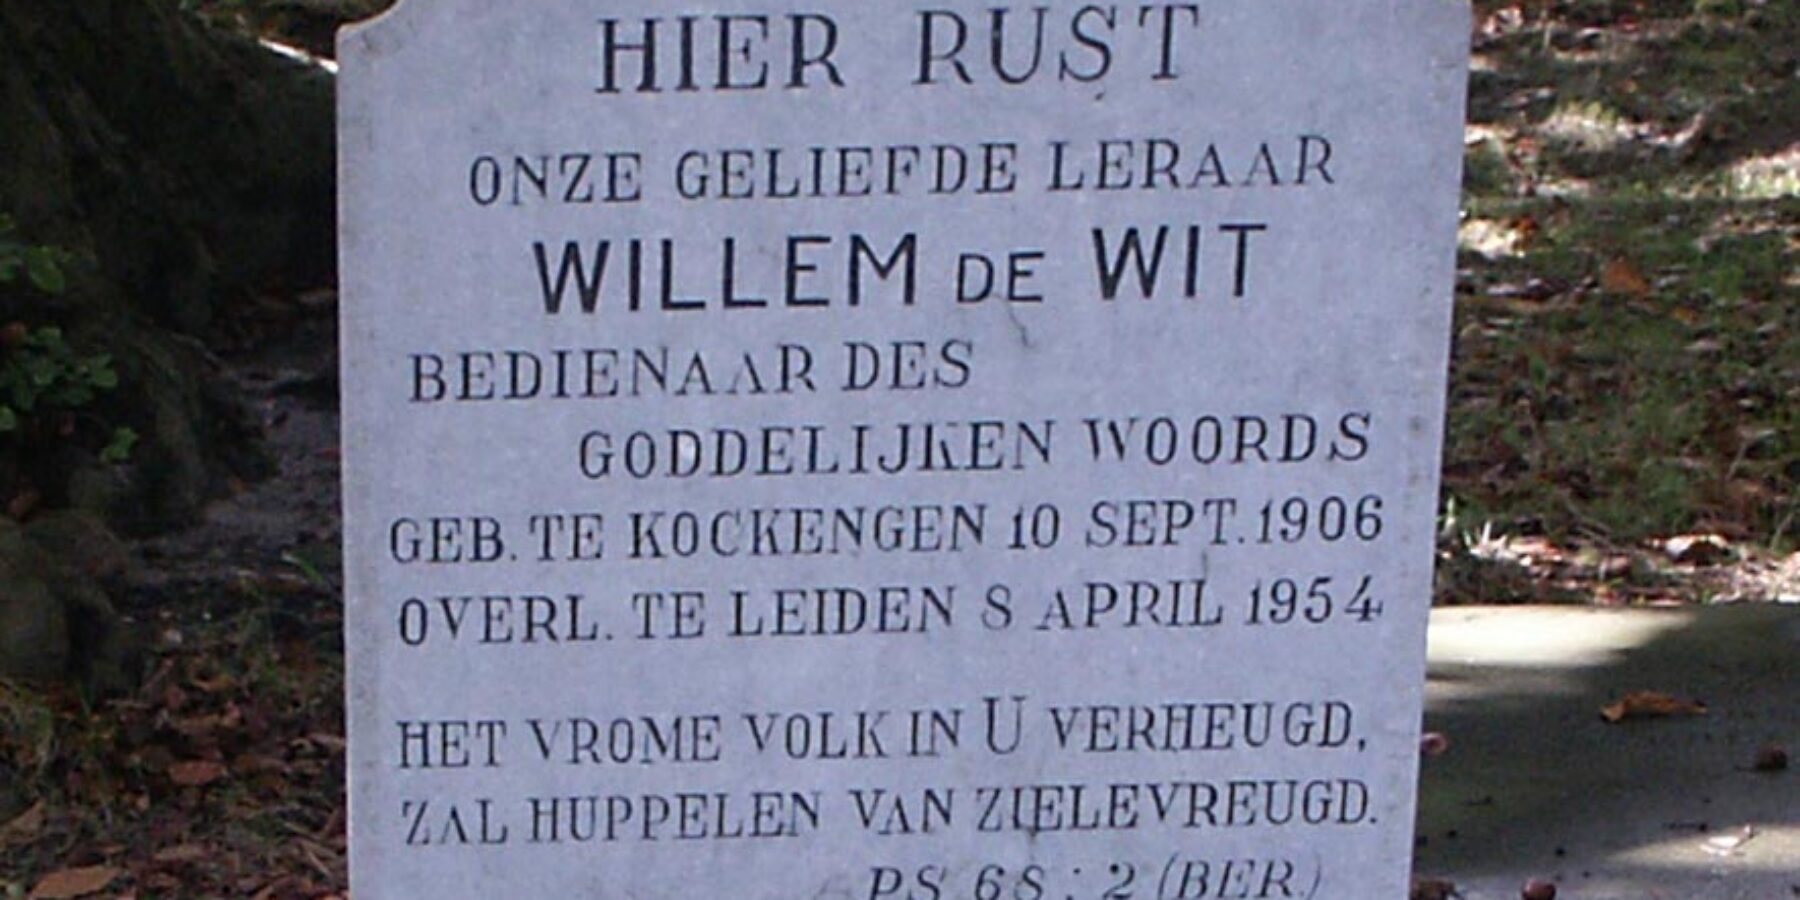 HIER RUST
ONZE GELIEFDE LERAAR
WILLEM DE WIT
BEDIENAAR DES
GODDELIJKEN WOORDS
GEB. TE KOCKENGEN 10 SEPT. 1906
OVERL. TE LEIDEN 8 APRIL 1954
HET VROME VOLK IN U VERHEUGD,
ZAL HUPPELEN VAN ZIELEVREUGD.
PS. 68 : 2 (BER.)